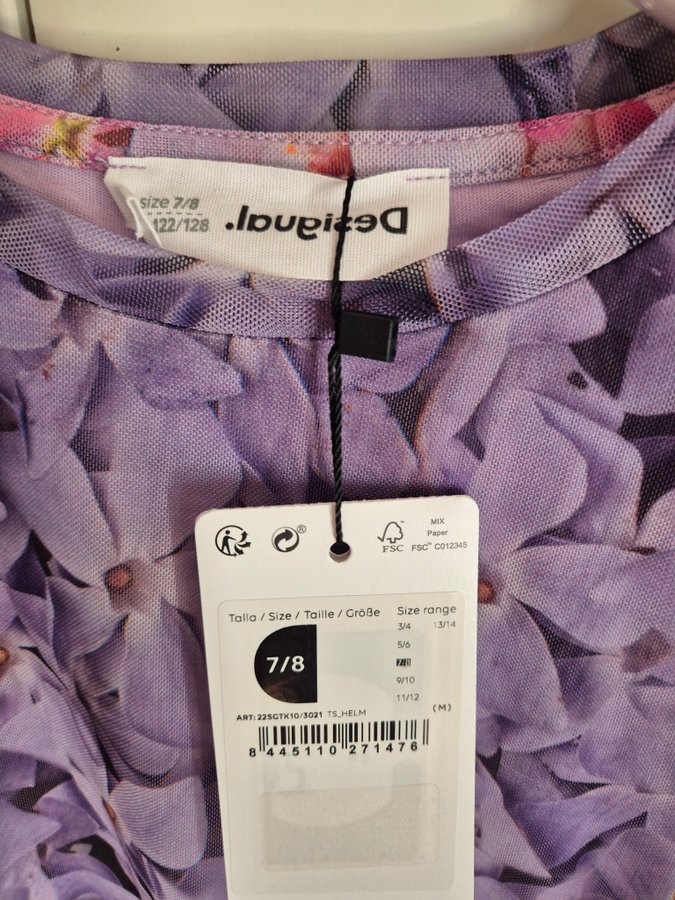 size 7/8
122/128
Desigual.
®
FSC
MIX
Paper
FSC™ C012345
Talla / Size / Taille / Größe
7/8
Size range
3/4 13/14
5/6
7/8
9/10
11/12
(M)
ART: 22SGTK10/3021 TS_HELM
8 445110 271476